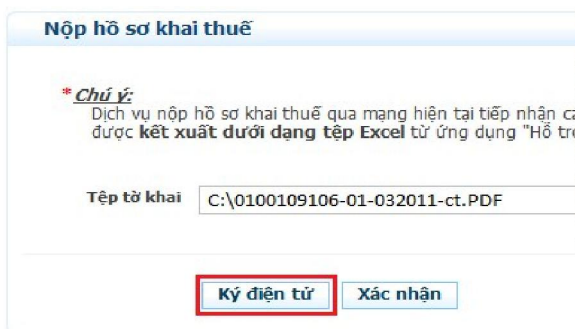 Nộp hồ sơ khai thuế
* Chú ý:
Dịch vụ nộp hồ sơ khai thuế qua mạng hiện tại tiếp nhận
được kết xuất dưới dạng tệp Excel từ ứng dụng "Hỗ
Tệp tờ khai C:\0100109106-01-032011-ct.PDF
Ký điện tử Xác nhận